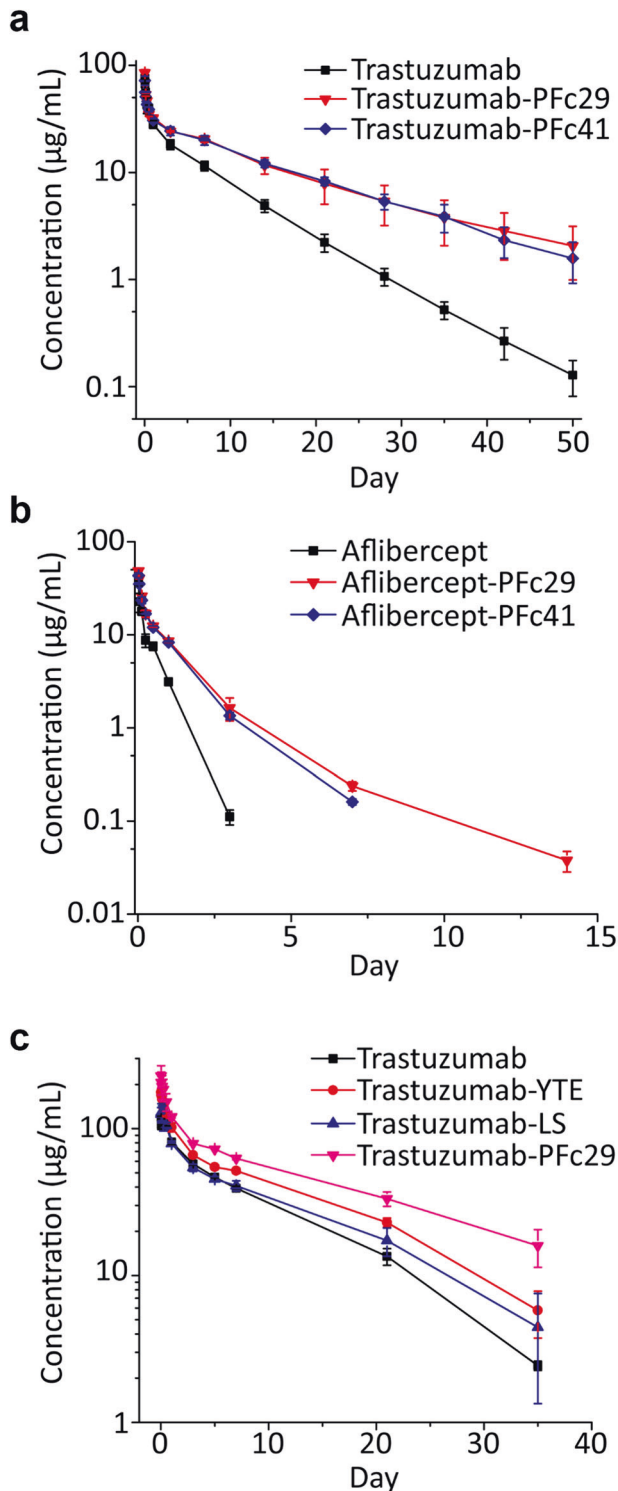 a
Concentration (µg/mL)
100
10
1
0.1
Trastuzumab
Trastuzumab-PFc29
Trastuzumab-PFc41
0 10 20 30 40 50
Day
b
Concentration (µg/mL)
100
10
1
0.1
0.01
Aflibercept
Aflibercept-PFc29
Aflibercept-PFc41
0 5 10 15
Day
c
Concentration (µg/mL)
100
10
1
Trastuzumab
Trastuzumab-YTE
Trastuzumab-LS
Trastuzumab-PFc29
0 10 20 30 40
Day